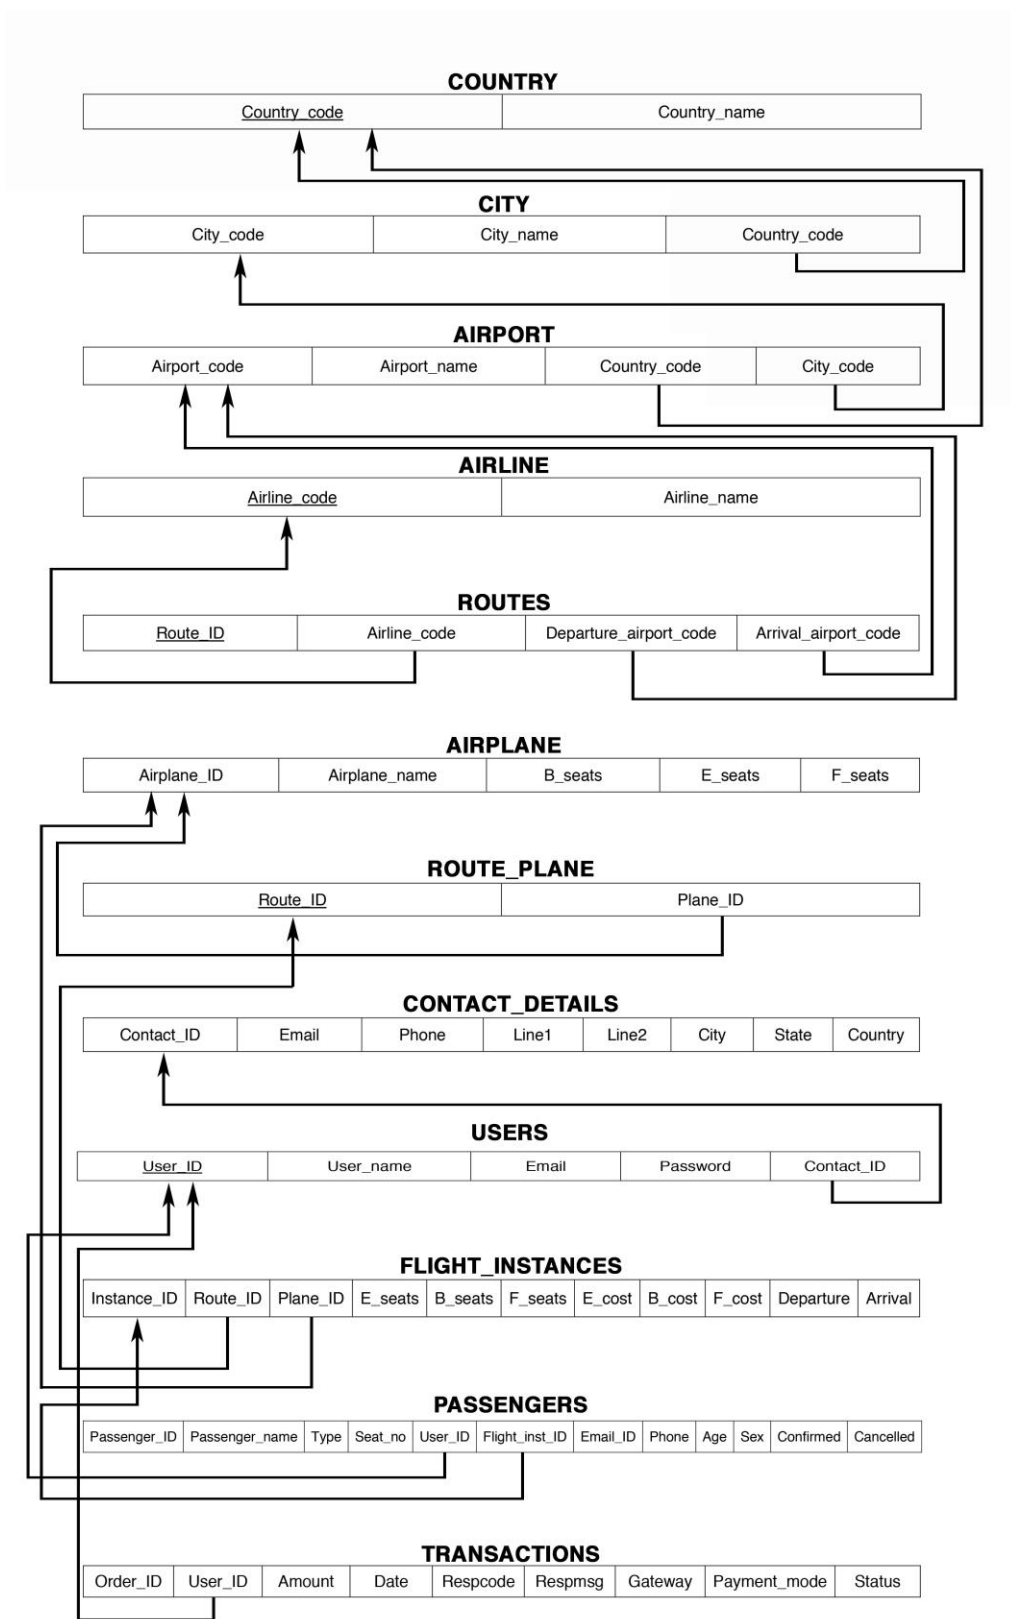 COUNTRY
Country_code Country_name
CITY
City_code City_name Country_code
AIRPORT
Airport_code Airport_name Country_code City_code
AIRLINE
Airline_code Airline_name
ROUTES
Route_ID Airline_code Departure_airport_code Arrival_airport_code
AIRPLANE
Airplane_ID Airplane_name B_seats E_seats F_seats
ROUTE_PLANE
Route_ID Plane_ID
CONTACT_DETAILS
Contact_ID Email Phone Line1 Line2 City State Country
USERS
User_ID User_name Email Password Contact_ID
FLIGHT_INSTANCES
Instance_ID Route_ID Plane_ID E_seats B_seats F_seats E_cost B_cost F_cost Departure Arrival
PASSENGERS
Passenger_ID Passenger_name Type Seat_no User_ID Flight_inst_ID Email_ID Phone Age Sex Confirmed Cancelled
TRANSACTIONS
Order_ID User_ID Amount Date Respcode Respmsg Gateway Payment_mode Status